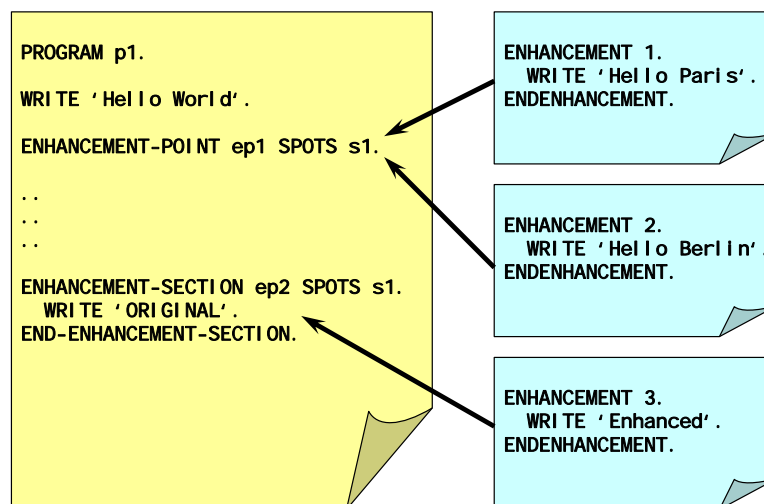 PROGRAM p1.
WRITE ‘Hello World‘.
ENHANCEMENT-POINT ep1 SPOTS s1.
..
..
..
ENHANCEMENT-SECTION ep2 SPOTS s1.
WRITE ‘ORIGINAL‘.
END-ENHANCEMENT-SECTION.
ENHANCEMENT 1.
WRITE ‘Hello Paris‘.
ENDENHANCEMENT.
ENHANCEMENT 2.
WRITE ‘Hello Berlin‘.
ENDENHANCEMENT.
ENHANCEMENT 3.
WRITE ‘Enhanced‘.
ENDENHANCEMENT.